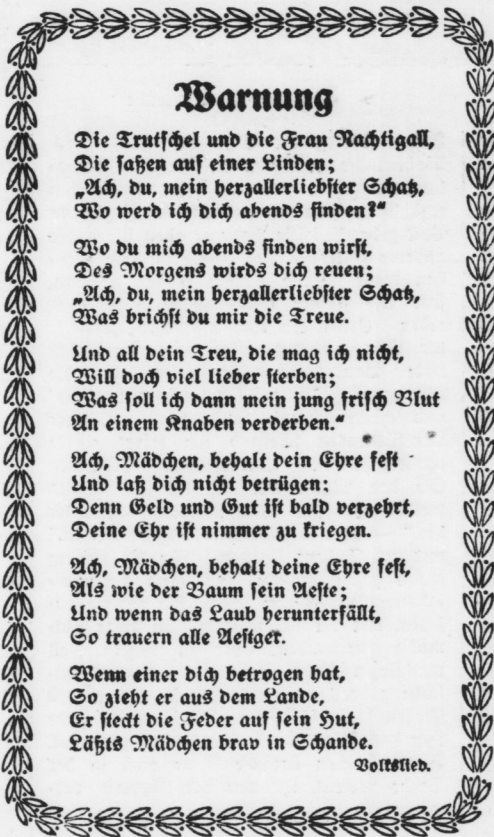 Warnung
Die Trutschel und die Frau Nachtigall,
Die saßen auf einer Linden;
„Ach, du, mein herzallerliebster Schatz,
Wo werd ich dich abends finden?“
Wo du mich abends finden wirst,
Des Morgens wirds dich reuen;
„Ach, du, mein herzallerliebster Schatz,
Was brichst du mir die Treue.
Und all dein Treu, die mag ich nicht,
Will doch viel lieber sterben;
Was soll ich dann mein jung frisch Blut
An einem Knaben verderben.“
Ach, Mädchen, behalt dein Ehre fest
Und laß dich nicht betrügen:
Denn Geld und Gut ist bald verzehrt,
Deine Ehr ist nimmer zu kriegen.
Ach, Mädchen, behalt deine Ehre fest,
Als wie der Baum sein Aeste;
Und wenn das Laub herunterfällt,
So trauern alle Aestger.
Wenn einer dich betrogen hat,
So zieht er aus dem Lande,
Er steckt die Feder auf sein Hut,
Läßts Mädchen brav in Schande.
Volkslied.